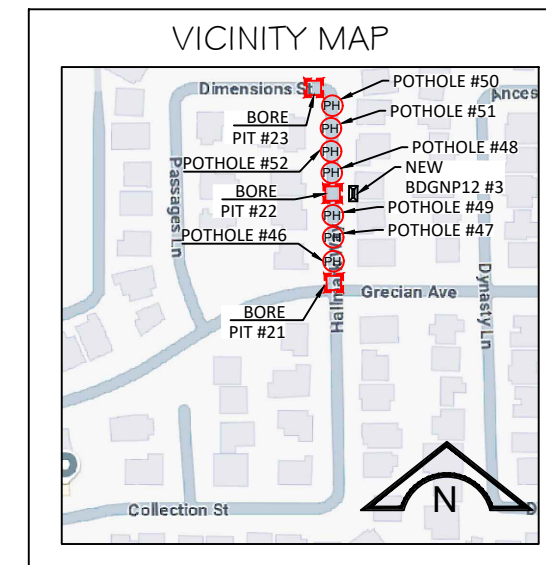 VICINITY MAP
Dimensions St
POTHOLE #50
Ances
PH
BORE
PIT #23
PH
POTHOLE #51
POTHOLE #52
PH
POTHOLE #48
PH
NEW
BDGNP12 #3
BORE
PIT #22
Passages Ln
PH
POTHOLE #49
PH
POTHOLE #47
POTHOLE #46
PH
Dynasty Ln
Grecian Ave
BORE
PIT #21
N
Collection St